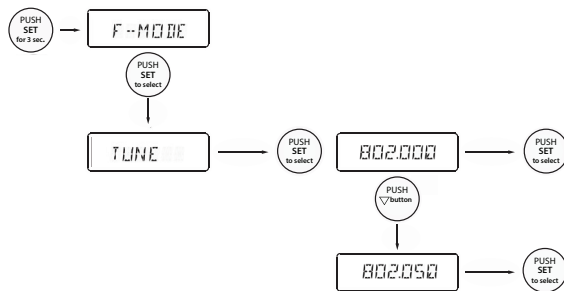 PUSH
SET
for 3 sec.
F--MODE
PUSH
SET
to select
TUNE
PUSH
SET
to select
802.000
PUSH
SET
to select
PUSH
▽button
802.050
PUSH
SET
to select